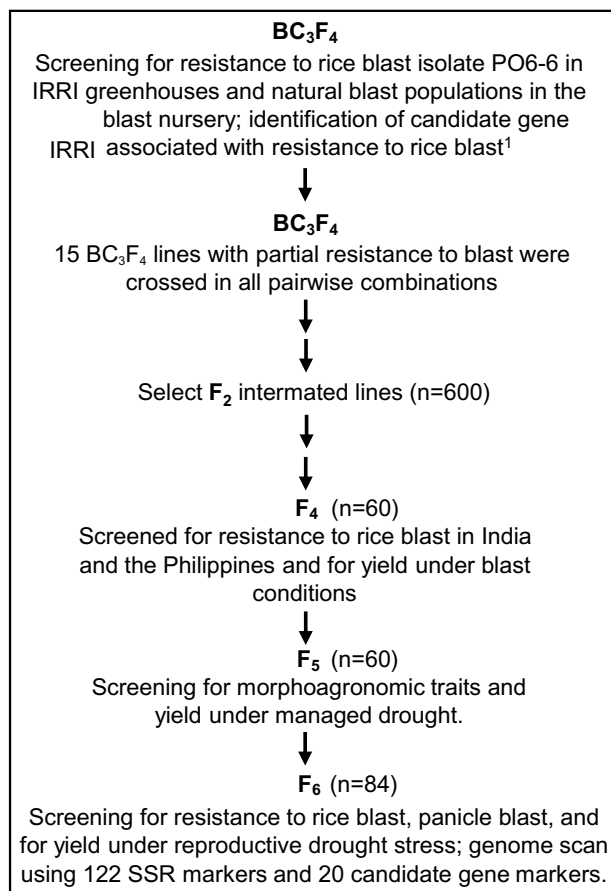 BC₃F₄
Screening for resistance to rice blast isolate PO6-6 in
IRRI greenhouses and natural blast populations in the
blast nursery; identification of candidate gene
IRRI associated with resistance to rice blast¹
BC₃F₄
15 BC₃F₄ lines with partial resistance to blast were
crossed in all pairwise combinations
Select F₂ intermated lines (n=600)
F₄ (n=60)
Screened for resistance to rice blast in India
and the Philippines and for yield under blast
conditions
F₅ (n=60)
Screening for morphoagronomic traits and
yield under managed drought.
F₆ (n=84)
Screening for resistance to rice blast, panicle blast, and
for yield under reproductive drought stress; genome scan
using 122 SSR markers and 20 candidate gene markers.